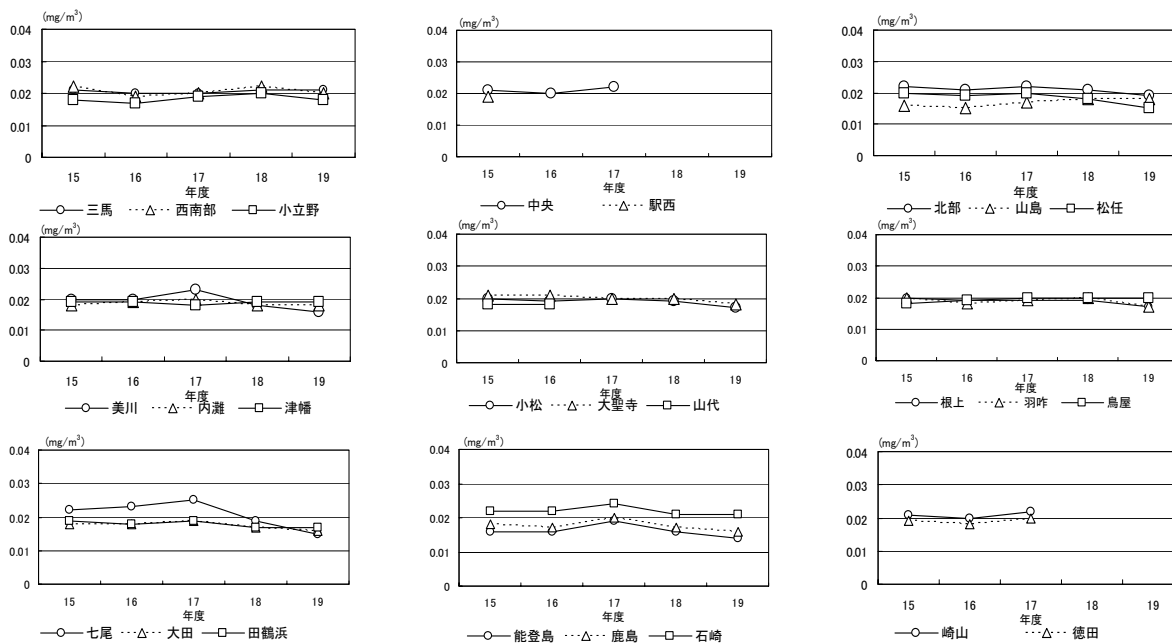 (mg/m³)
0.04
0.03
0.02
0.01
0
15 16 17 18 19
年度
三馬 西南部 小立野
(mg/m³)
0.04
0.03
0.02
0.01
0
15 16 17 18 19
年度
中央 駅西
(mg/m³)
0.04
0.03
0.02
0.01
0
15 16 17 18 19
年度
北部 山島 松任
(mg/m³)
0.04
0.03
0.02
0.01
0
15 16 17 18 19
年度
美川 内灘 津幡
(mg/m³)
0.04
0.03
0.02
0.01
0
15 16 17 18 19
年度
小松 大聖寺 山代
(mg/m³)
0.04
0.03
0.02
0.01
0
15 16 17 18 19
年度
根上 羽咋 鳥屋
(mg/m³)
0.04
0.03
0.02
0.01
0
15 16 17 18 19
年度
七尾 大田 田鶴浜
(mg/m³)
0.04
0.03
0.02
0.01
0
15 16 17 18 19
年度
能登島 鹿島 石崎
(mg/m³)
0.04
0.03
0.02
0.01
0
15 16 17 18 19
年度
崎山 徳田